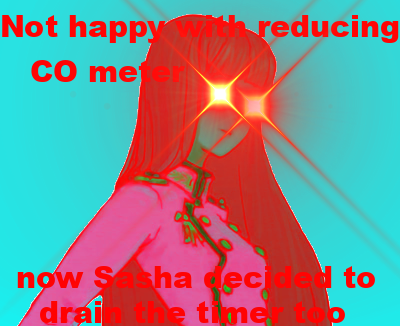 Not happy with reducing
CO meter
now Sasha decided to
drain the timer too